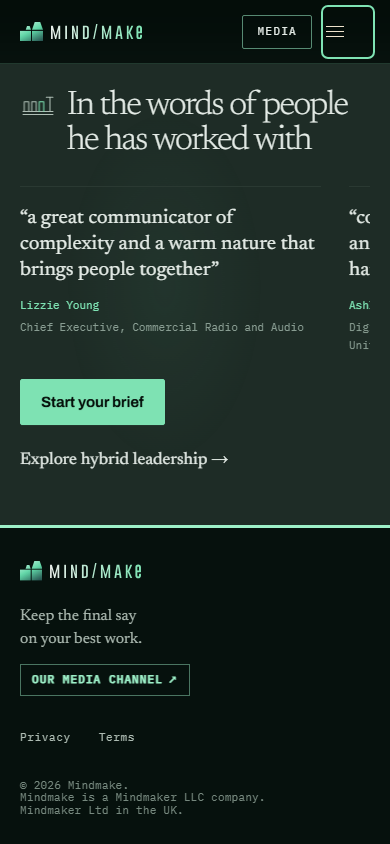 MIND/MAKE
MEDIA
In the words of people
he has worked with
“a great communicator of
complexity and a warm nature that
brings people together”
Lizzie Young
Chief Executive, Commercial Radio and Audio
Start your brief
Explore hybrid leadership →
MIND/MAKE
Keep the final say
on your best work.
OUR MEDIA CHANNEL ↗
Privacy Terms
© 2026 Mindmake.
Mindmake is a Mindmaker LLC company.
Mindmaker Ltd in the UK.